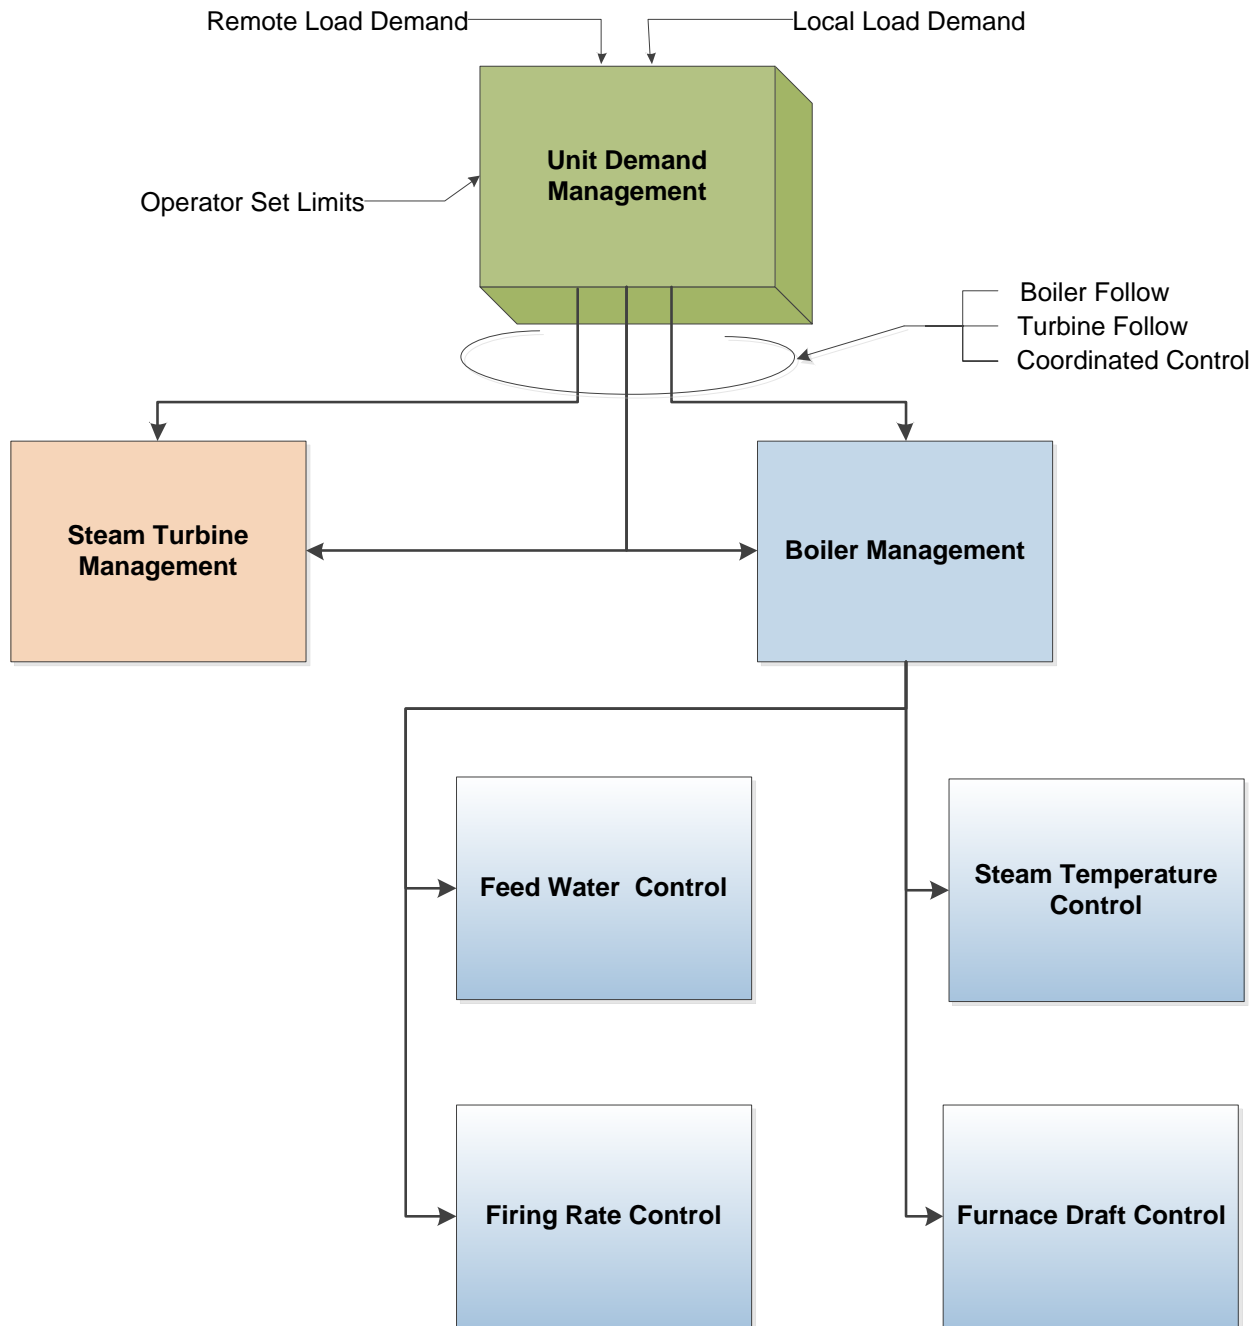 Remote Load Demand
Local Load Demand
Unit Demand
Management
Operator Set Limits
Boiler Follow
Turbine Follow
Coordinated Control
Steam Turbine
Management
Boiler Management
Feed Water  Control
Steam Temperature
Control
Firing Rate Control
Furnace Draft Control